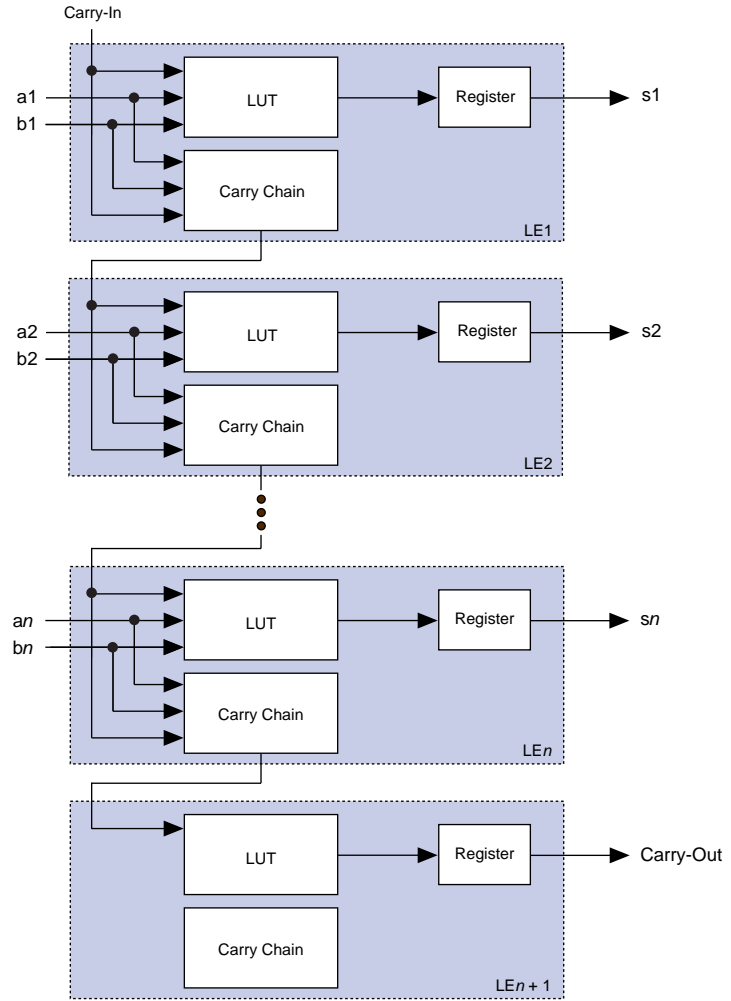 Carry-In
a1
b1
LUT
Register
s1
Carry Chain
LE1
a2
b2
LUT
Register
s2
Carry Chain
LE2
an
bn
LUT
Register
sn
Carry Chain
LEn
LUT
Register
Carry-Out
Carry Chain
LEn + 1